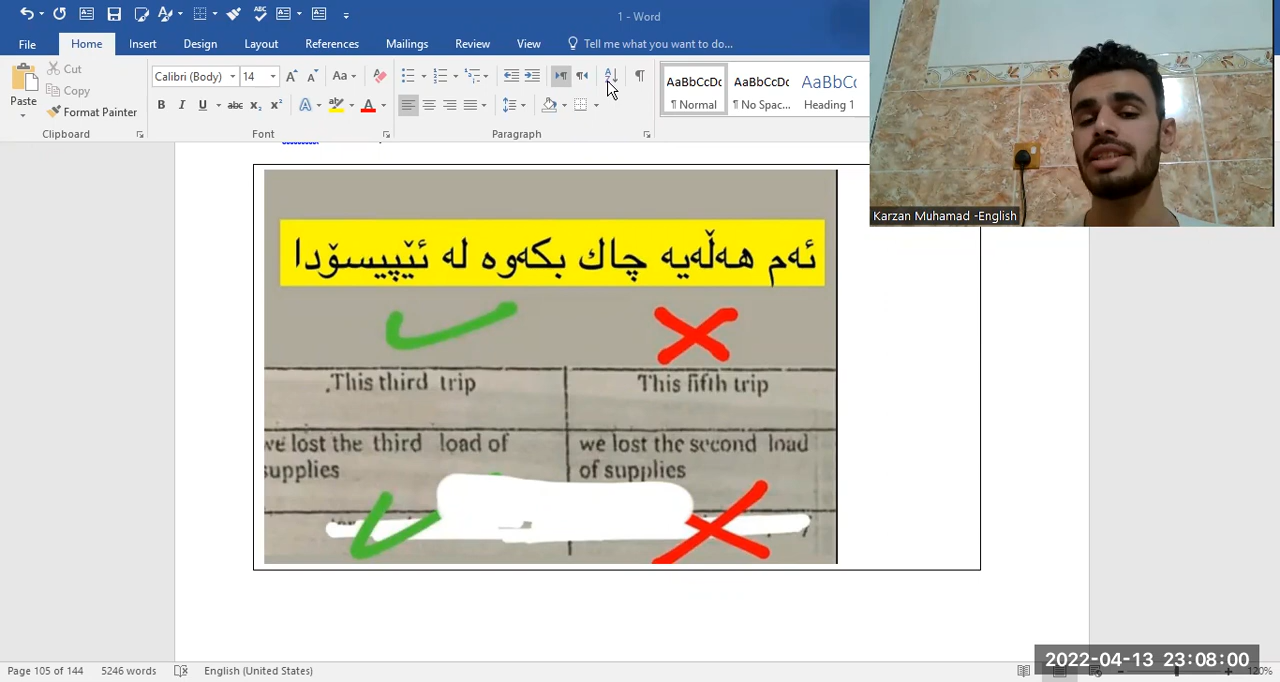 1 - Word
File Home Insert Design Layout References Mailings Review View Tell me what you want to do...
Paste
Cut
Copy
Format Painter
Clipboard
Calibri (Body) 14
Font
Paragraph
AaBbCcDc AaBbCcDc AaBbCc
¶ Normal ¶ No Spac... Heading 1
Karzan Muhamad -English
ئەم هەڵەیە چاك بكەوە لە ئێپیسۆدا
.This third trip
This fifth trip
we lost the third load of
supplies
we lost the second load
of supplies
2022-04-13 23:08:00
Page 105 of 144 5246 words English (United States) 120%